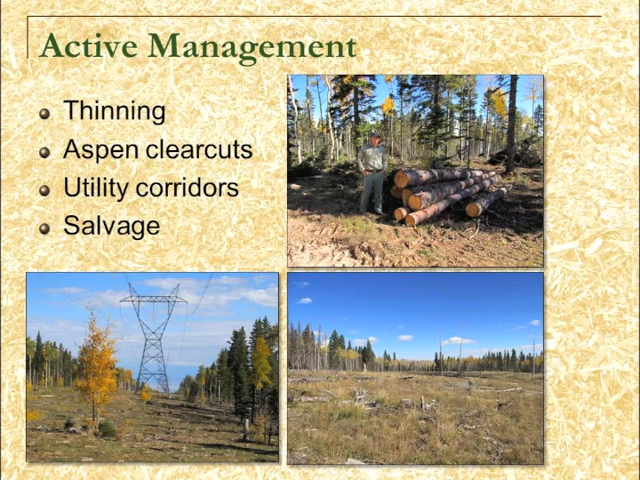 Active Management
Thinning
Aspen clearcuts
Utility corridors
Salvage